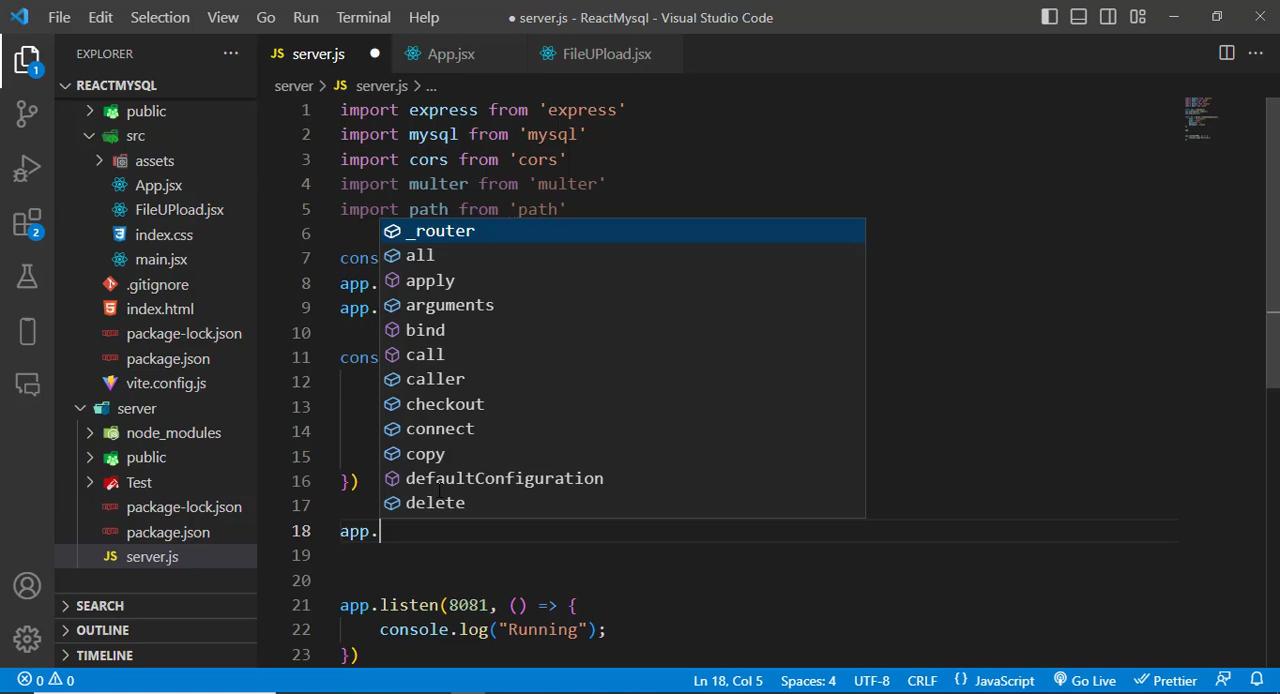 File Edit Selection View Go Run Terminal Help ● server.js - ReactMysql - Visual Studio Code
EXPLORER ···
JS server.js ● App.jsx FileUPload.jsx ···
REACTMYSQL
server > JS server.js > ...
public
src
assets
App.jsx
FileUPload.jsx
index.css
main.jsx
.gitignore
index.html
package-lock.json
package.json
vite.config.js
server
node_modules
public
Test
package-lock.json
package.json
JS server.js
SEARCH
OUTLINE
TIMELINE
1
2
1 import express from 'express'
2 import mysql from 'mysql'
3 import cors from 'cors'
4 import multer from 'multer'
5 import path from 'path'
6
7 cons
8 app.
9 app.
10
11 cons
12
13
14
15
16 })
17
18 app.
19
20
21 app.listen(8081, () => {
22 console.log("Running");
23 })
_router
all
apply
arguments
bind
call
caller
checkout
connect
copy
defaultConfiguration
delete
0 0 Ln 18, Col 5 Spaces: 4 UTF-8 CRLF {} JavaScript Go Live Prettier